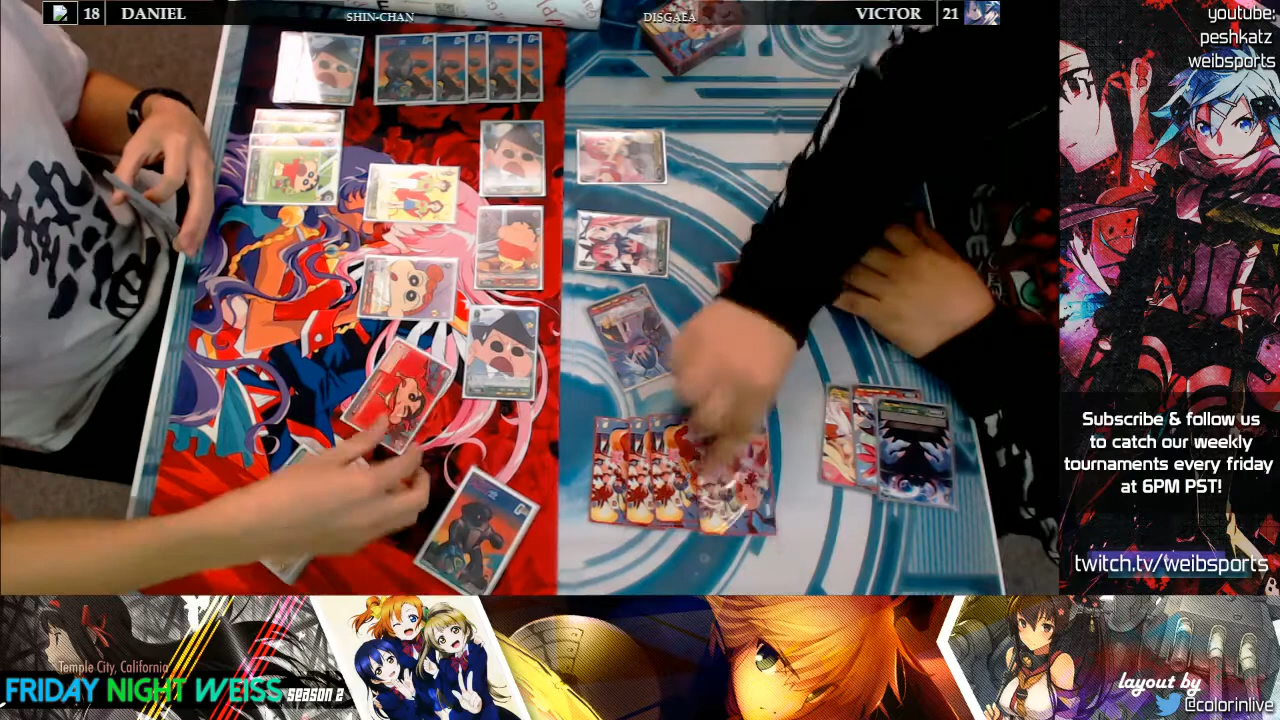 18 DANIEL
SHIN-CHAN
DISGAEA
VICTOR 21
youtube:
peshkatz
weibsports
Subscribe & follow us
to catch our weekly
tournaments every friday
at 6PM PST!
twitch.tv/weibsports
Temple City, California
FRIDAY NIGHT WEISS SEASON 2
layout by
@colorinlive